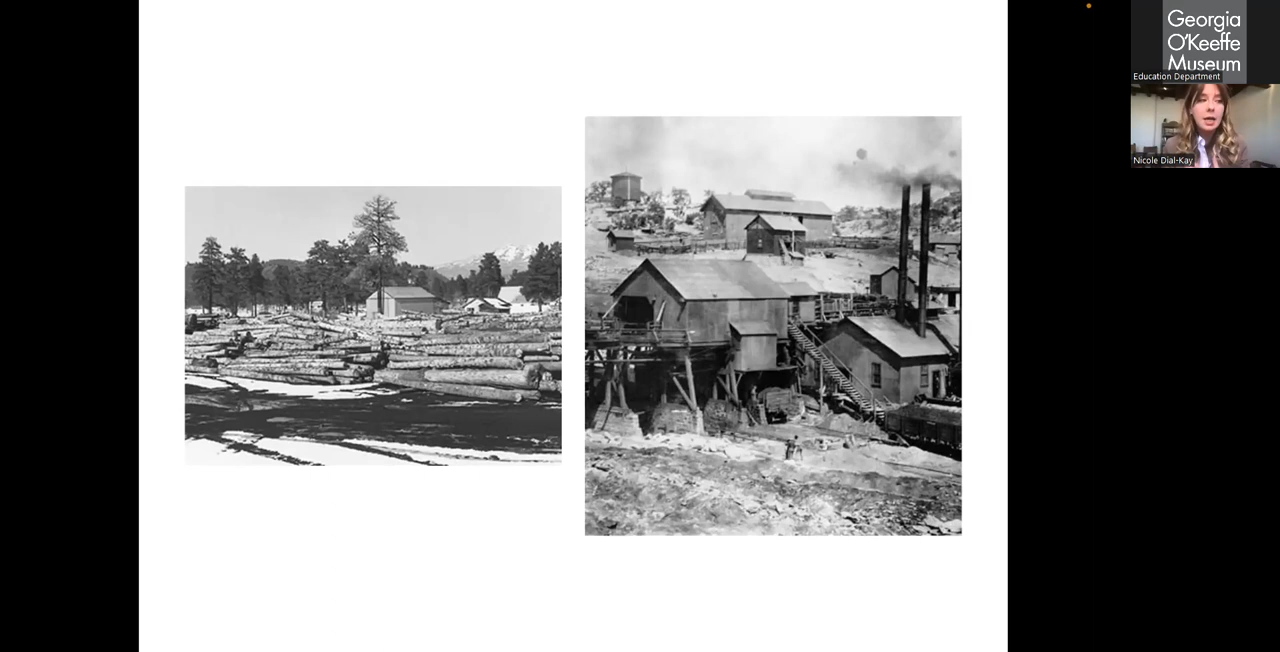 Georgia
O'Keeffe
Museum
Education Department
Nicole Dial-Kay